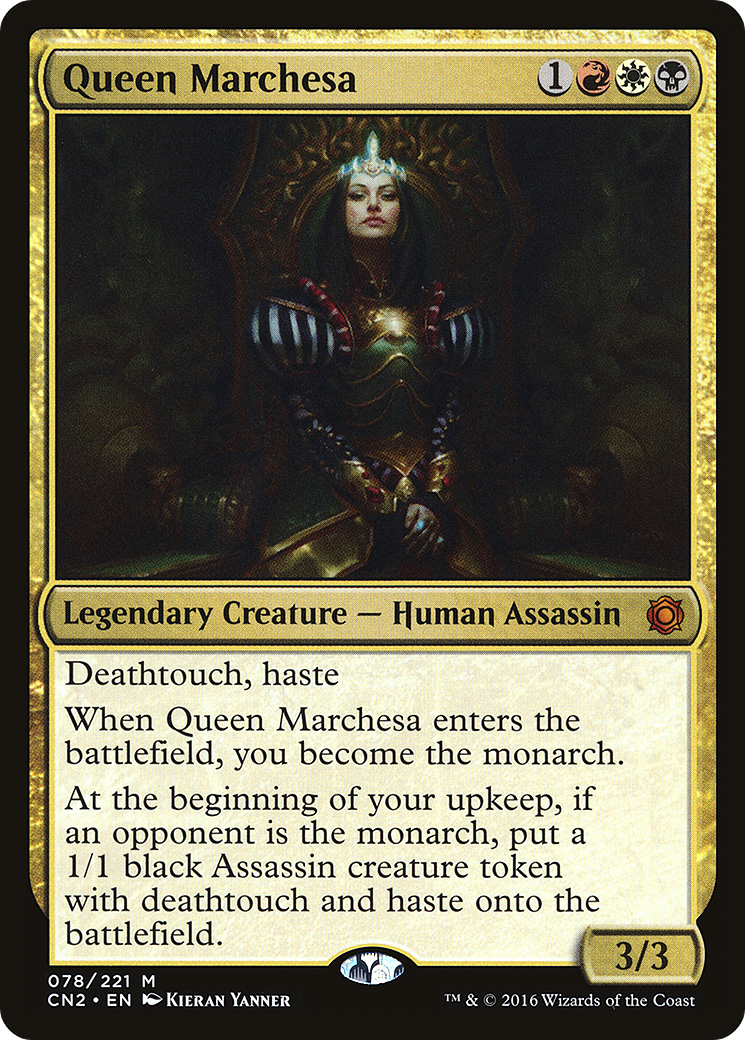 Queen Marchesa 1
Legendary Creature — Human Assassin
Deathtouch, haste
When Queen Marchesa enters the
battlefield, you become the monarch.
At the beginning of your upkeep, if
an opponent is the monarch, put a
1/1 black Assassin creature token
with deathtouch and haste onto the
battlefield.
3/3
078/221 M
CN2 • EN Kieran Yanner
™ & © 2016 Wizards of the Coast